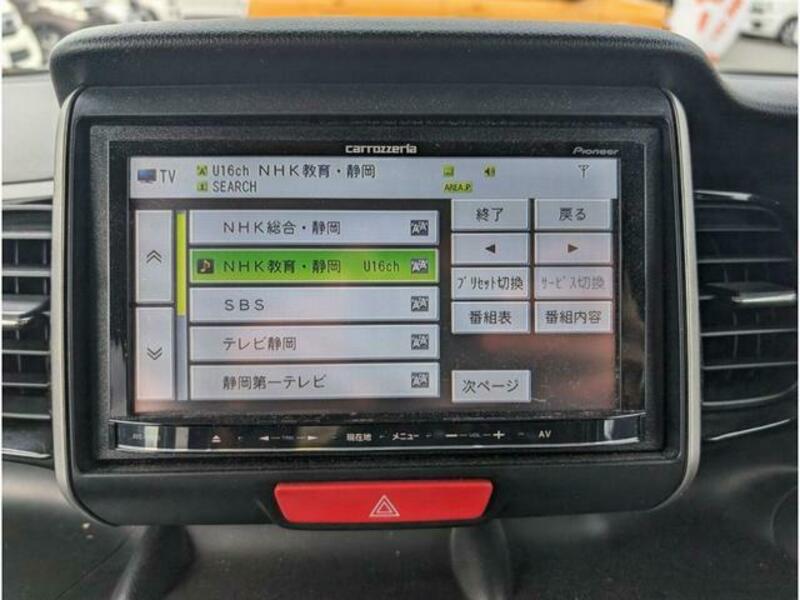 carrozzeria
Pioneer
TV
U16ch NHK教育・静岡
SEARCH
AREA P.
NHK総合・静岡
NHK教育・静岡 U16ch
SBS
テレビ静岡
静岡第一テレビ
終了 戻る
ﾌﾟﾘｾｯﾄ切換 ｻｰﾋﾞｽ切換
番組表 番組内容
次ページ
TRK 現在地 メニュー VOL AV